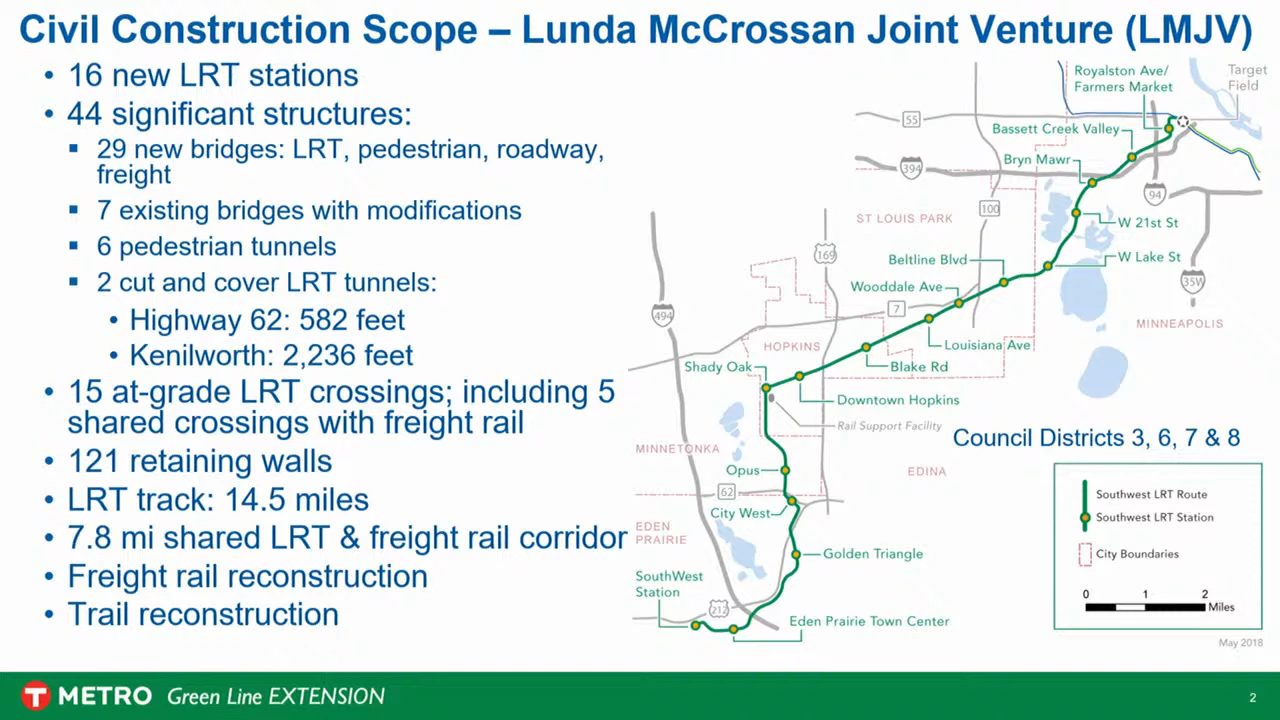 Civil Construction Scope – Lunda McCrossan Joint Venture (LMJV)
• 16 new LRT stations
• 44 significant structures:
▪ 29 new bridges: LRT, pedestrian, roadway,
freight
▪ 7 existing bridges with modifications
▪ 6 pedestrian tunnels
▪ 2 cut and cover LRT tunnels:
• Highway 62: 582 feet
• Kenilworth: 2,236 feet
• 15 at-grade LRT crossings; including 5
shared crossings with freight rail
• 121 retaining walls
• LRT track: 14.5 miles
• 7.8 mi shared LRT & freight rail corridor
• Freight rail reconstruction
• Trail reconstruction
Royalston Ave/
Farmers Market
Target
Field
55
Bassett Creek Valley
394
Bryn Mawr
94
100
ST LOUIS PARK
W 21st St
169
Beltline Blvd
W Lake St
35W
Wooddale Ave
494
7
MINNEAPOLIS
HOPKINS
Louisiana Ave
Shady Oak
Blake Rd
Downtown Hopkins
Rail Support Facility
Council Districts 3, 6, 7 & 8
MINNETONKA
Opus
EDINA
62
City West
EDEN
PRAIRIE
Golden Triangle
SouthWest
Station
212
Eden Prairie Town Center
Southwest LRT Route
Southwest LRT Station
City Boundaries
0 1 2
Miles
May 2018
T METRO Green Line EXTENSION
2